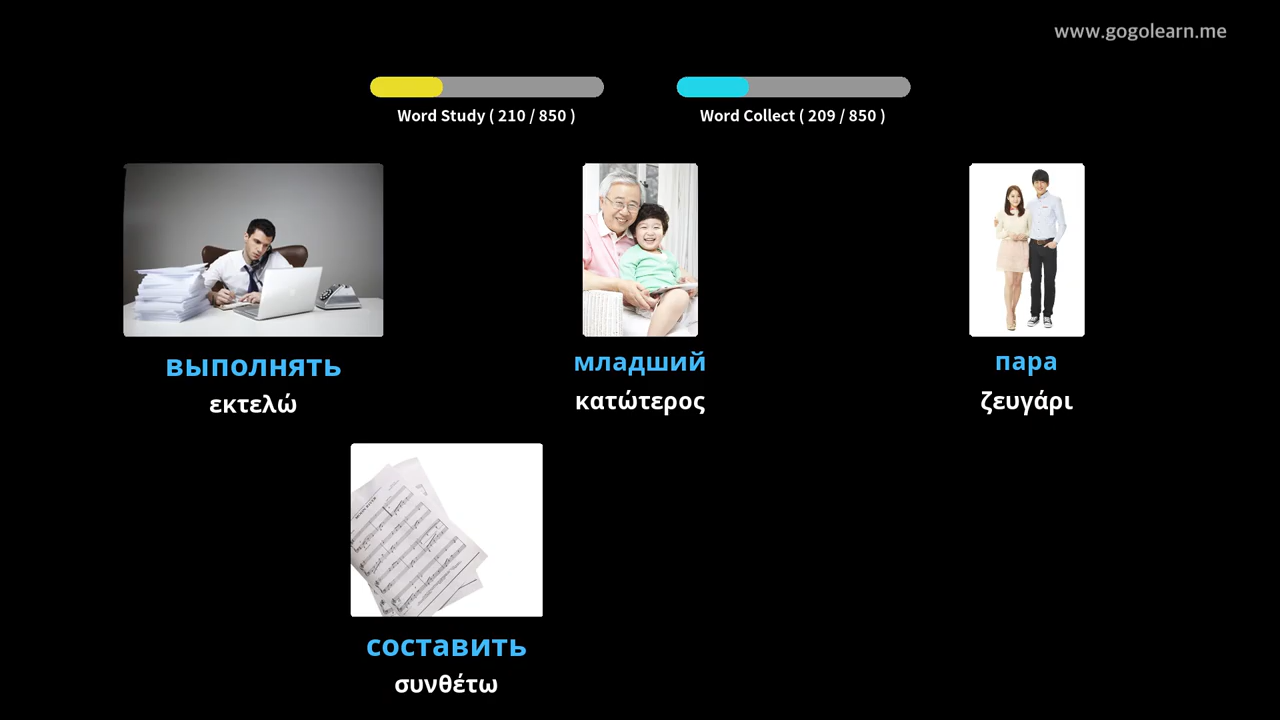 www.gogolearn.me
Word Study ( 210 / 850 )
Word Collect ( 209 / 850 )
выполнять
εκτελώ
младший
κατώτερος
пара
ζευγάρι
составить
συνθέτω